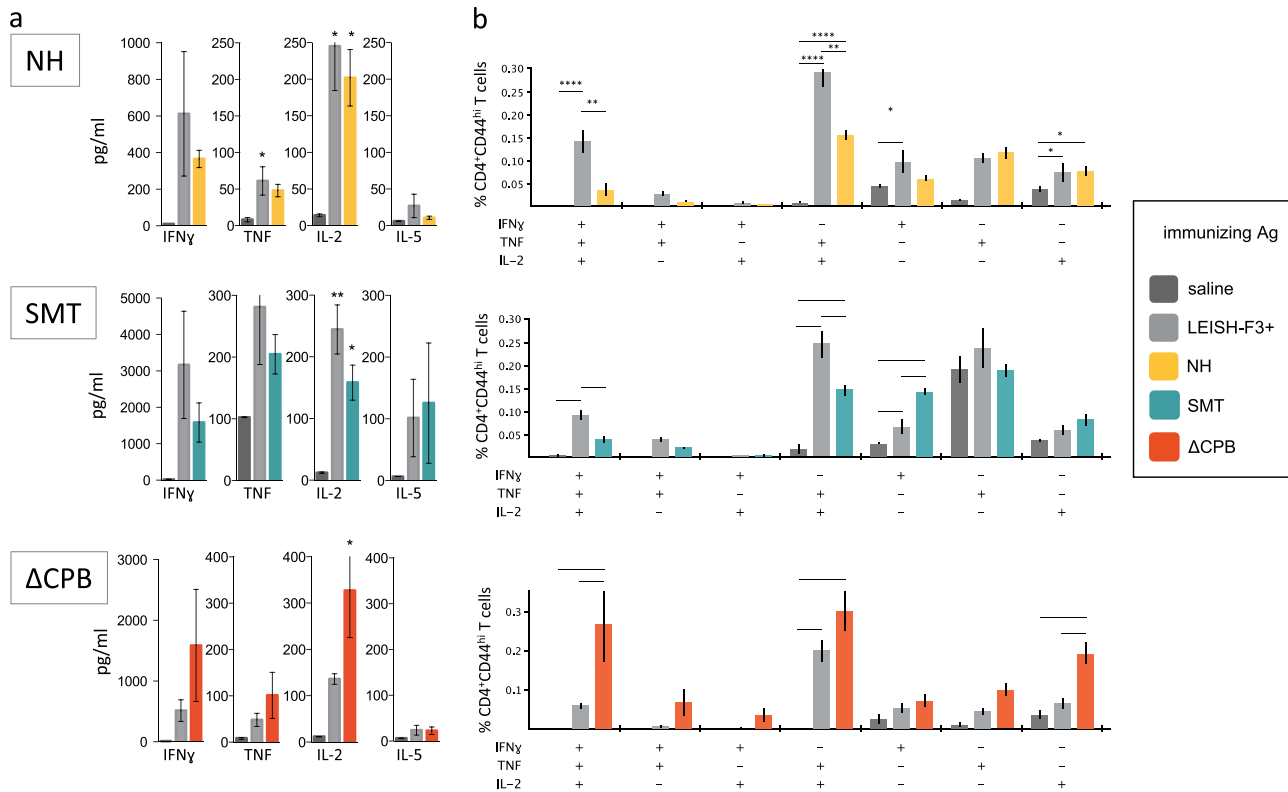 a
NH
pg/ml
1000
800
600
400
200
0
IFNɣ
250
200
150
100
50
0
TNF
*
250
200
150
100
50
0
IL-2
* *
250
200
150
100
50
0
IL-5
SMT
pg/ml
5000
4000
3000
2000
1000
0
IFNɣ
300
200
100
0
TNF
300
200
100
0
IL-2
**
*
300
200
100
0
IL-5
ΔCPB
pg/ml
3000
2000
1000
0
IFNɣ
400
300
200
100
0
TNF
400
300
200
100
0
IL-2
*
400
300
200
100
0
IL-5
b
% CD4+CD44hi T cells
0.30
0.25
0.20
0.15
0.10
0.05
****
**
****
**
****
*
*
*
IFNɣ + + + – + – –
TNF + + – + – + –
IL-2 + – + + – – +
% CD4+CD44hi T cells
0.30
0.25
0.20
0.15
0.10
0.05
IFNɣ + + + – + – –
TNF + + – + – + –
IL-2 + – + + – – +
% CD4+CD44hi T cells
0.3
0.2
0.1
IFNɣ + + + – + – –
TNF + + – + – + –
IL-2 + – + + – – +
immunizing Ag
saline
LEISH-F3+
NH
SMT
ΔCPB